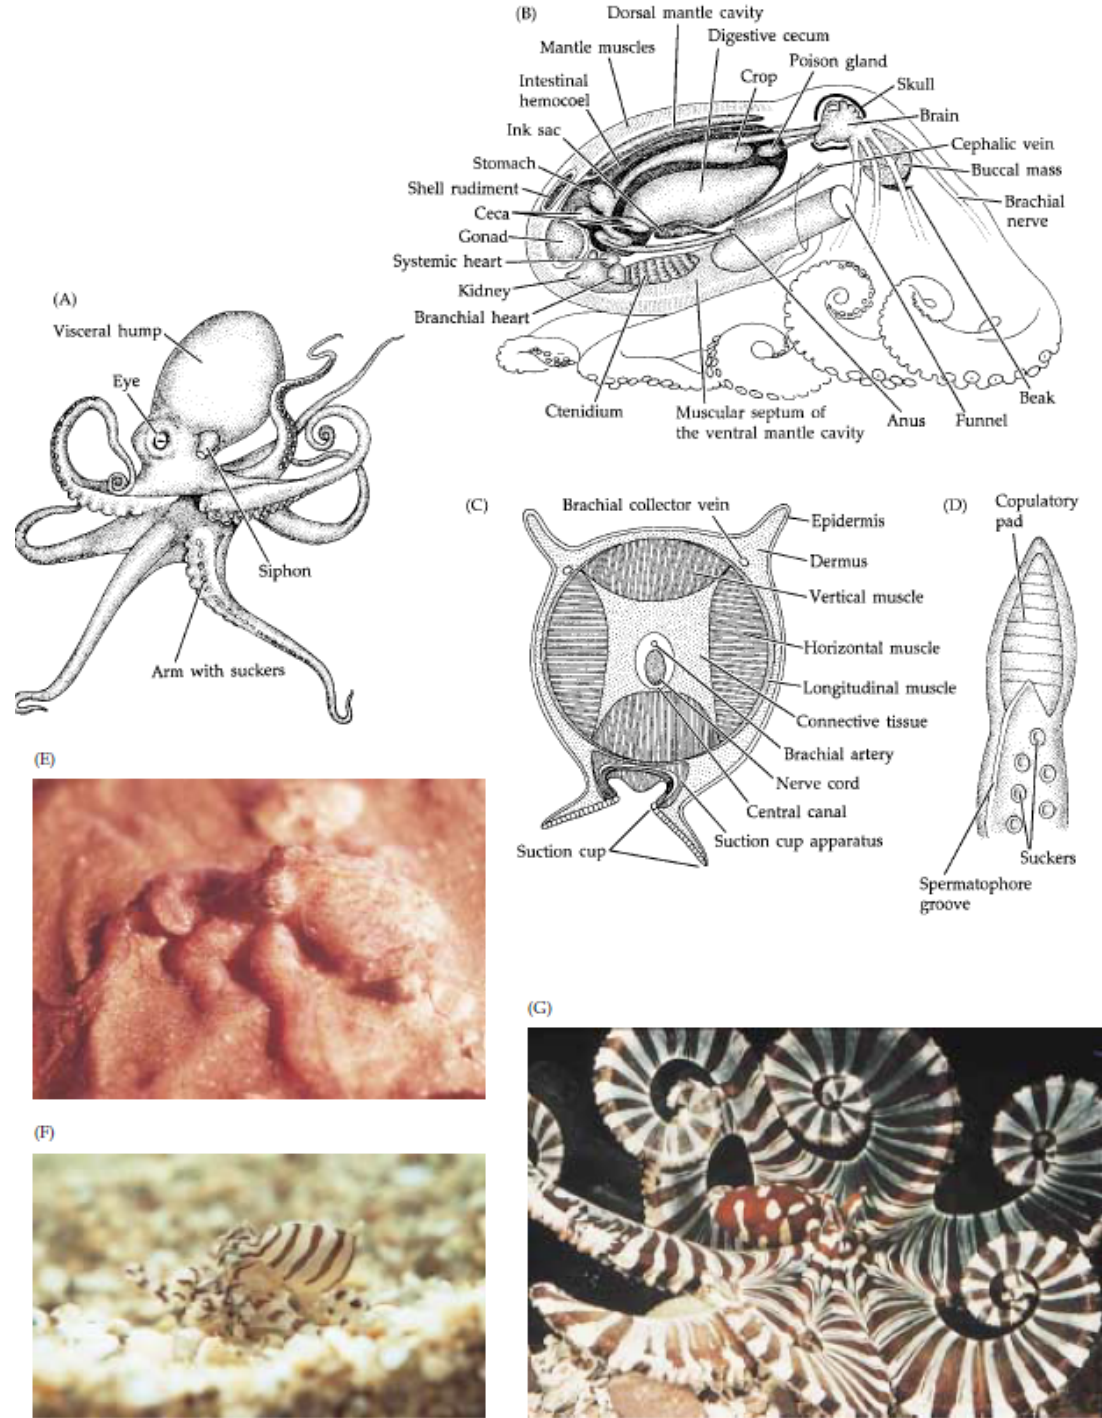 (A)
Visceral hump
Eye
Siphon
Arm with suckers
(B)
Dorsal mantle cavity
Digestive cecum
Mantle muscles
Poison gland
Crop
Intestinal
hemocoel
Skull
Ink sac
Brain
Stomach
Cephalic vein
Shell rudiment
Buccal mass
Ceca
Brachial
nerve
Gonad
Systemic heart
Kidney
Branchial heart
Ctenidium
Muscular septum of
the ventral mantle cavity
Anus
Funnel
Beak
(C)
Brachial collector vein
Epidermis
Dermus
Vertical muscle
Horizontal muscle
Longitudinal muscle
Connective tissue
Brachial artery
Nerve cord
Central canal
Suction cup apparatus
Suction cup
(D)
Copulatory
pad
Suckers
Spermatophore
groove
(E)
(F)
(G)